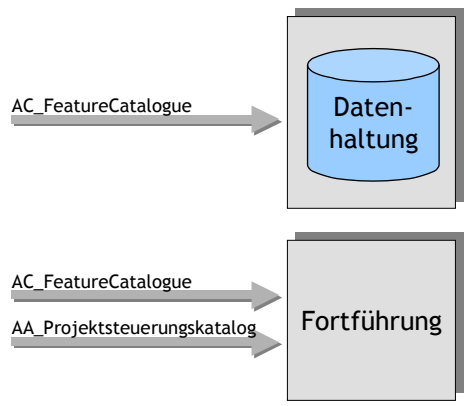 AC_FeatureCatalogue
Daten-
haltung
AC_FeatureCatalogue
AA_Projektsteuerungskatalog
Fortführung